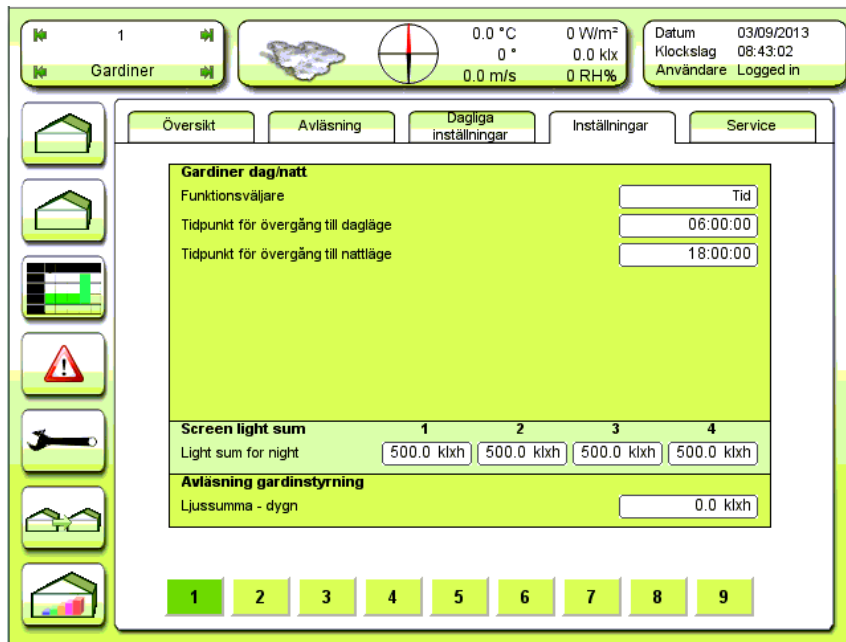 1
Gardiner
0.0 °C 0 W/m²
0 ° 0.0 klx
0.0 m/s 0 RH%
Datum 03/09/2013
Klockslag 08:43:02
Användare Logged in
Översikt
Avläsning
Dagliga
inställningar
Inställningar
Service
Gardiner dag/natt
Funktionsväljare Tid
Tidpunkt för övergång till dagläge 06:00:00
Tidpunkt för övergång till nattläge 18:00:00
Screen light sum 1 2 3 4
Light sum for night 500.0 klxh 500.0 klxh 500.0 klxh 500.0 klxh
Avläsning gardinstyrning
Ljussumma - dygn 0.0 klxh
1 2 3 4 5 6 7 8 9